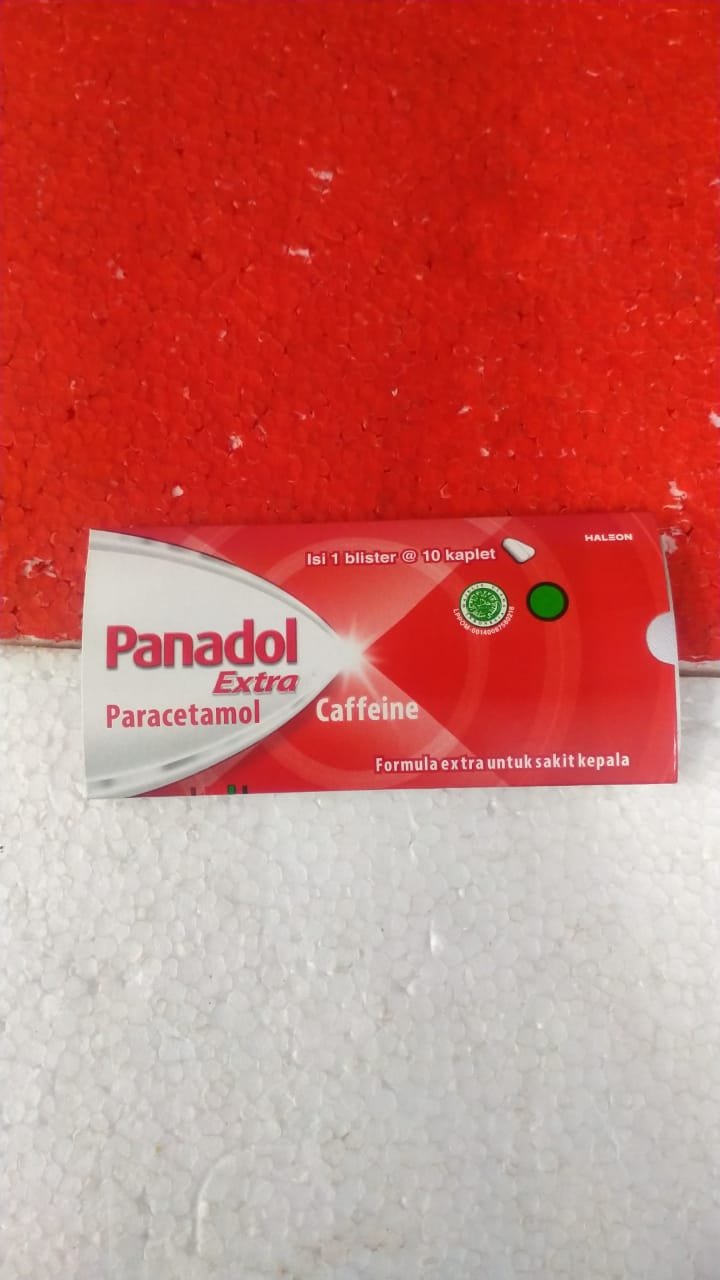 HALEON
Isi 1 blister @ 10 kaplet
Panadol
Extra
Paracetamol Caffeine
Formula extra untuk sakit kepala